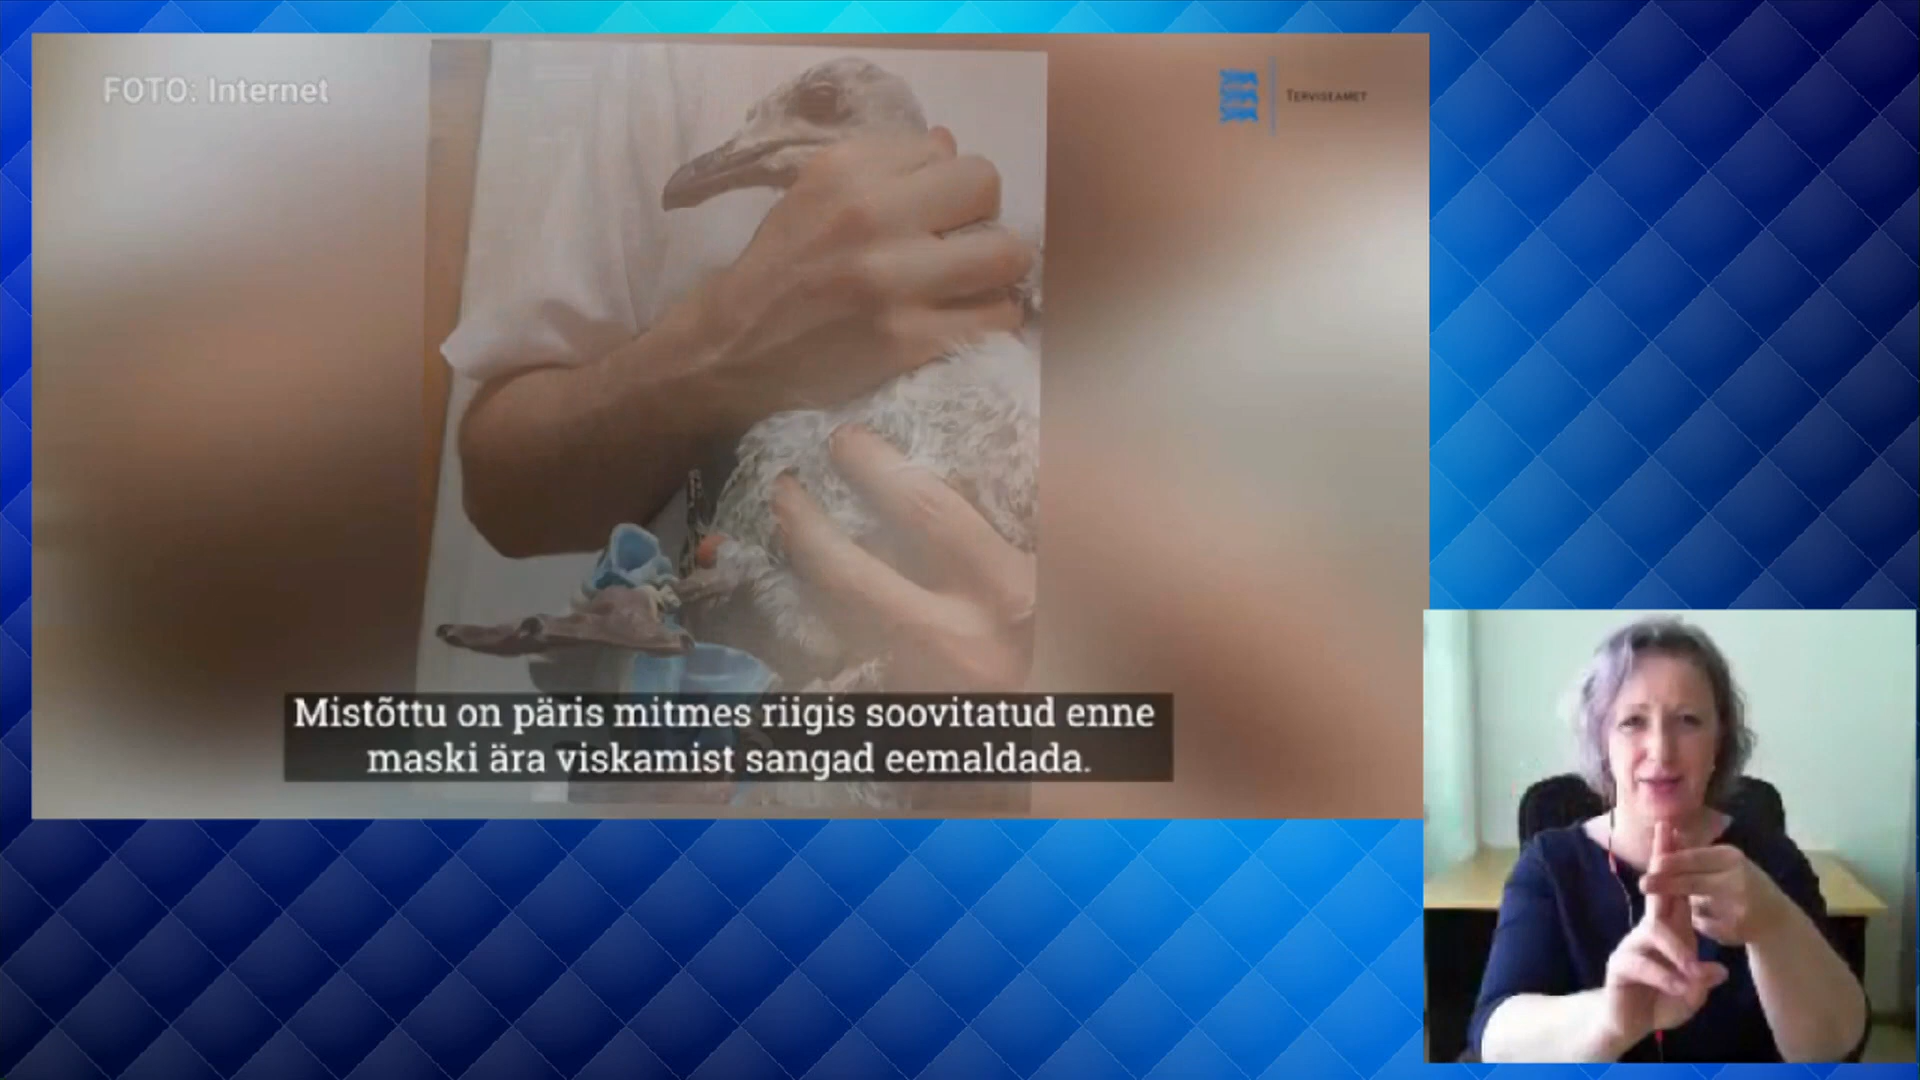 FOTO: Internet
TERVISEAMET
Mistõttu on päris mitmes riigis soovitatud enne
maski ära viskamist sangad eemaldada.